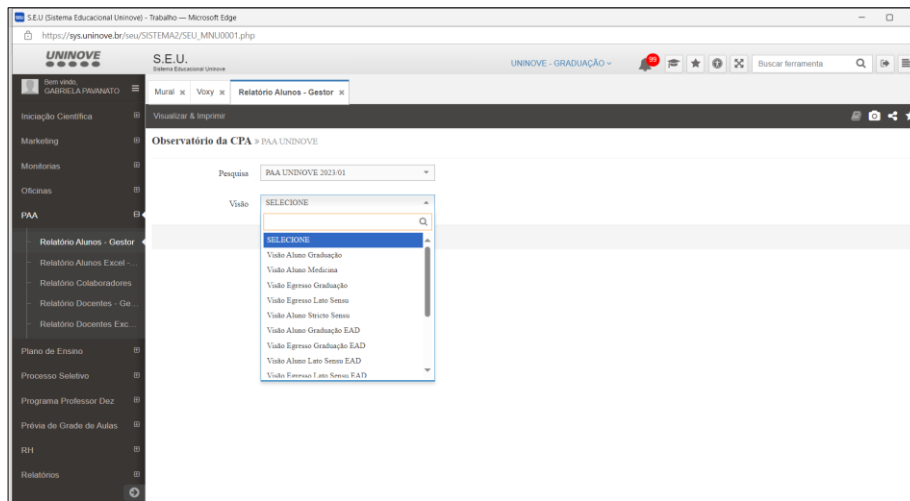 S.E.U (Sistema Educacional Uninove) - Trabalho — Microsoft Edge
https://sys.uninove.br/seu/SISTEMA2/SEU_MNU0001.php
UNINOVE
S.E.U.
Sistema Educacional Uninove
UNINOVE - GRADUAÇÃO
99
Buscar ferramenta
Bem vindo,
GABRIELA PAVANATO
Mural x Voxy x Relatório Alunos - Gestor x
Iniciação Científica
Visualizar & Imprimir
Marketing
Observatório da CPA » PAA UNINOVE
Monitorias
Pesquisa PAA UNINOVE 2023/01
Oficinas
Visão SELECIONE
PAA
SELECIONE
Relatório Alunos - Gestor
Visão Aluno Graduação
Relatório Alunos Excel -...
Visão Aluno Medicina
Relatório Colaboradores
Visão Egresso Graduação
Visão Egresso Lato Sensu
Relatório Docentes - Ge...
Visão Aluno Stricto Sensu
Relatório Docentes Exc...
Visão Aluno Graduação EAD
Visão Egresso Graduação EAD
Plano de Ensino
Visão Aluno Lato Sensu EAD
Processo Seletivo
Visão Egresso Lato Sensu EAD
Programa Professor Dez
Prévia de Grade de Aulas
RH
Relatórios